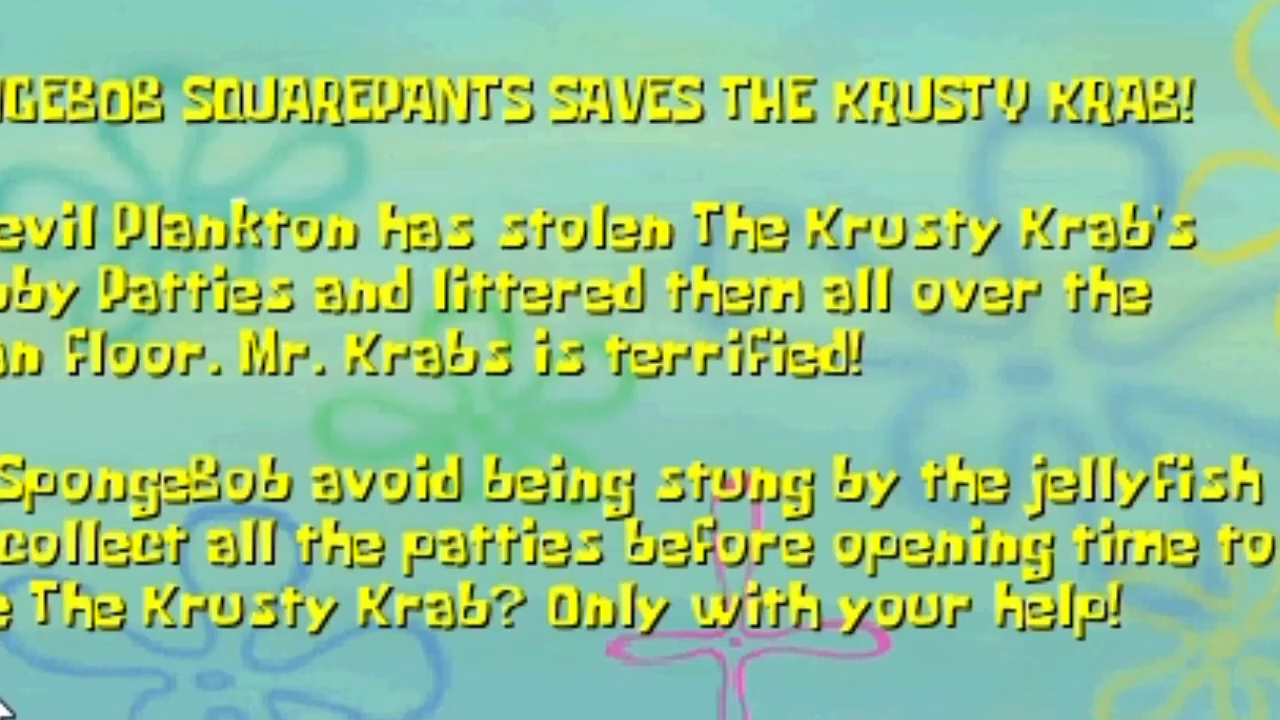 NGEBOB SQUAREPANTS SAVES THE KRUSTY KRAB!
evil Plankton has stolen The Krusty Krab's
by Patties and littered them all over the
an floor. Mr. Krabs is terrified!
SpongeBob avoid being stung by the jellyfish
collect all the patties before opening time to
e The Krusty Krab? Only with your help!